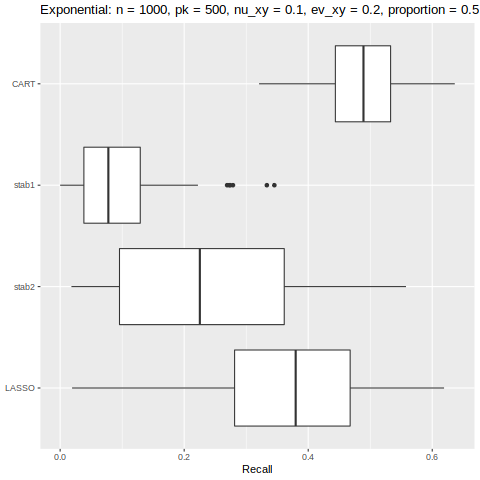 Exponential: n = 1000, pk = 500, nu_xy = 0.1, ev_xy = 0.2, proportion = 0.5
CART
stab1
stab2
LASSO
0.0 0.2 0.4 0.6
Recall